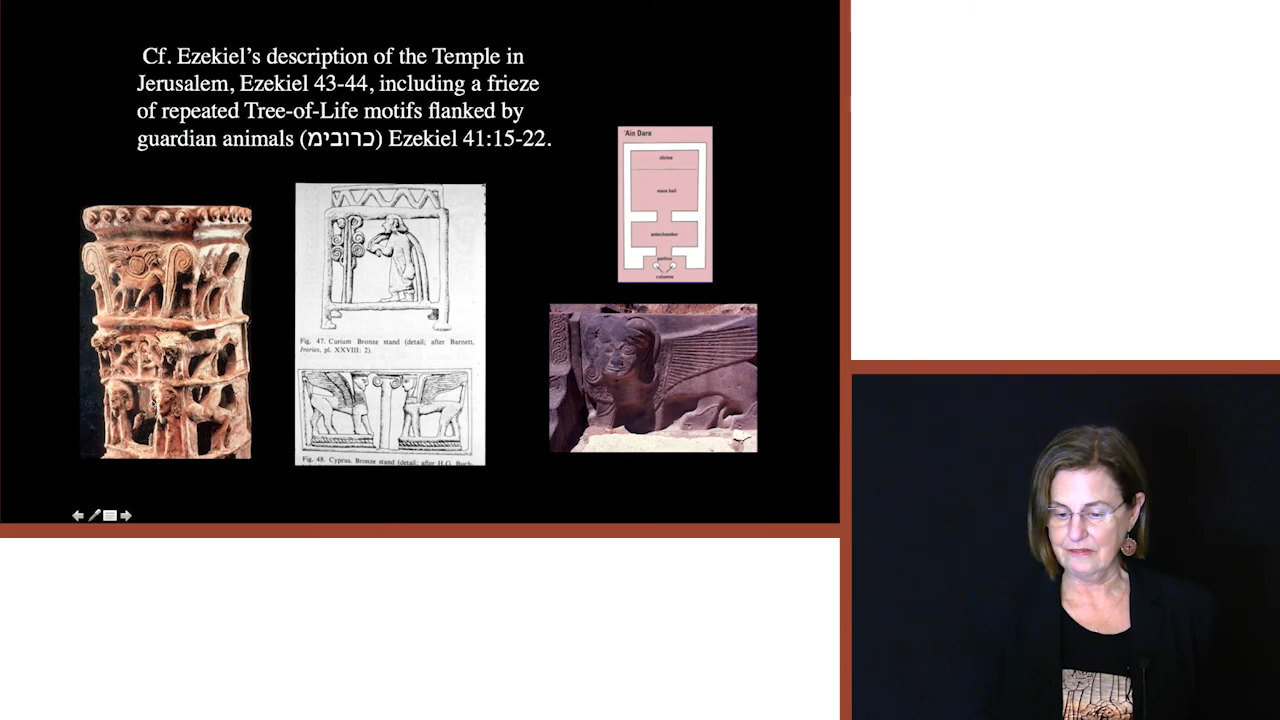 Cf. Ezekiel’s description of the Temple in
Jerusalem, Ezekiel 43-44, including a frieze
of repeated Tree-of-Life motifs flanked by
guardian animals (כרובימ) Ezekiel 41:15-22.
'Ain Dara
shrine
main hall
antechamber
portico
columns
Fig. 47. Curium Bronze stand (detail; after Barnett,
Ivories, pl. XXVIII: 2).
Fig. 48. Cyprus. Bronze stand (detail; after H.G. Buch-